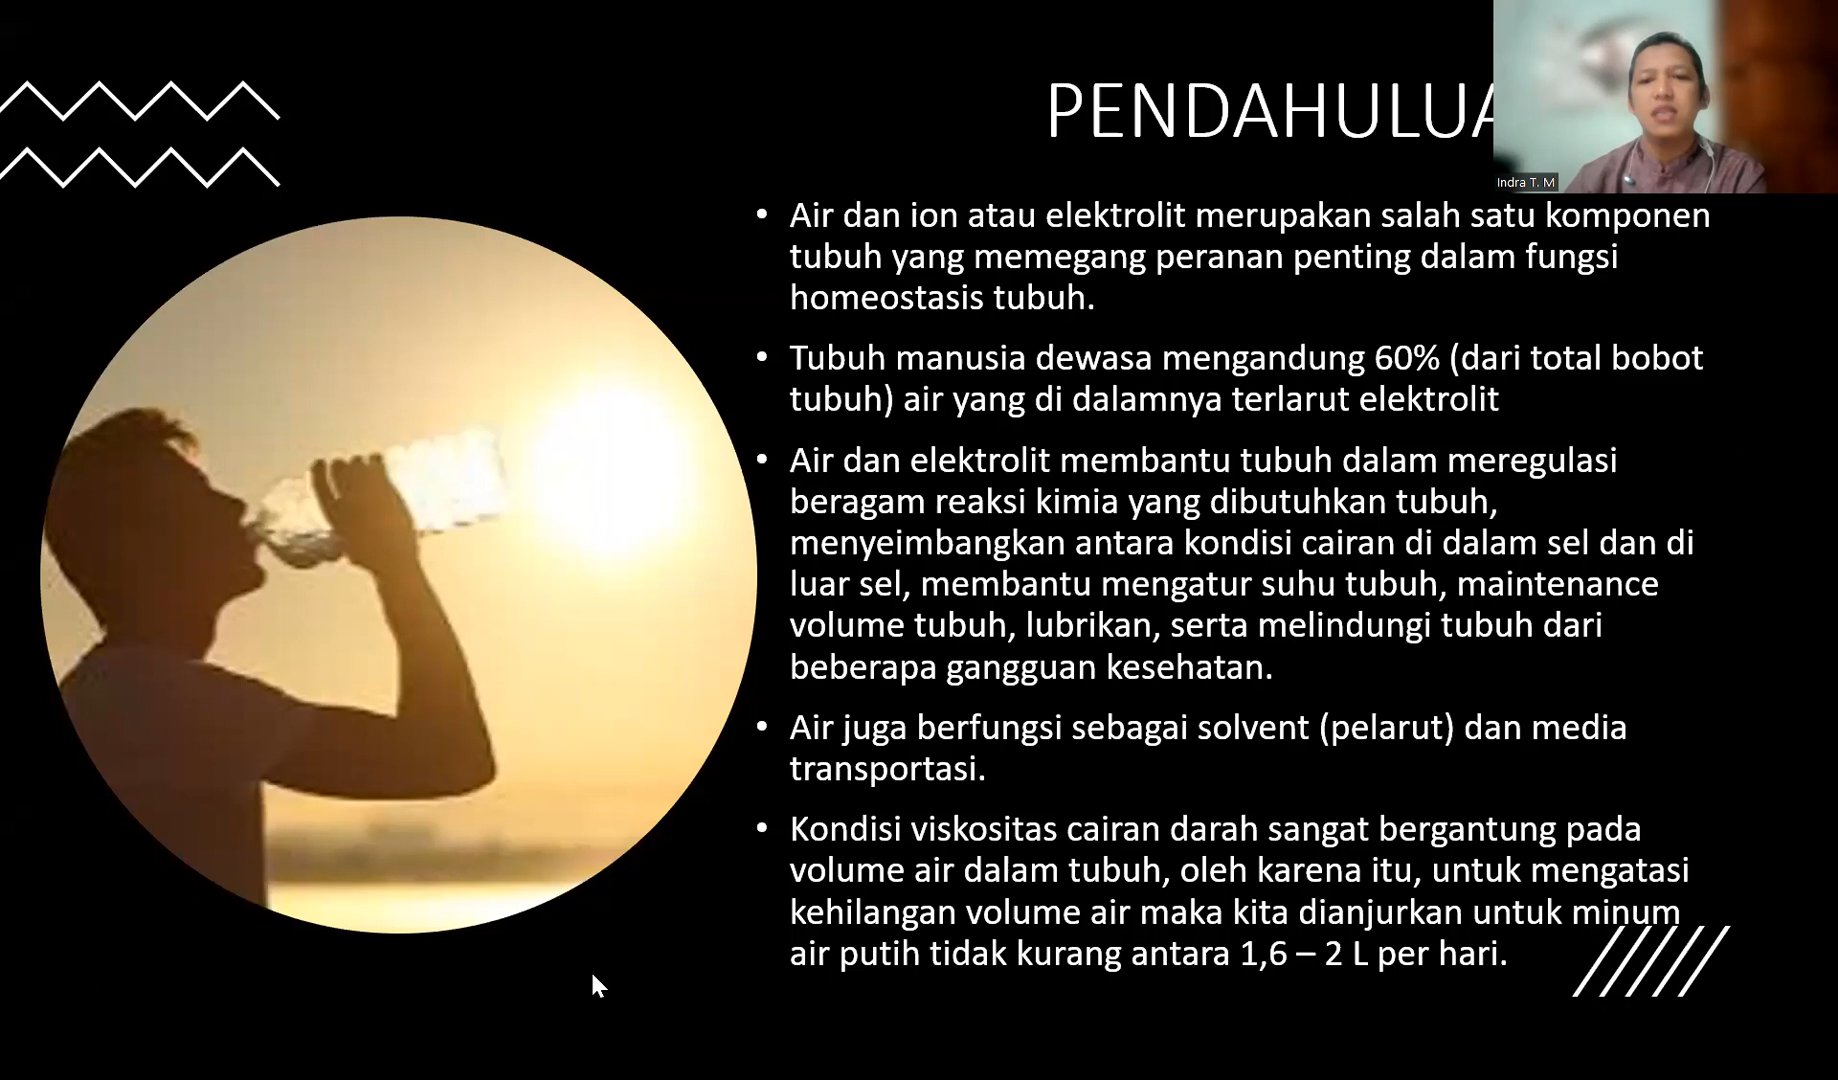 PENDAHULUA
Indra T. M
• Air dan ion atau elektrolit merupakan salah satu komponen
tubuh yang memegang peranan penting dalam fungsi
homeostasis tubuh.
• Tubuh manusia dewasa mengandung 60% (dari total bobot
tubuh) air yang di dalamnya terlarut elektrolit
• Air dan elektrolit membantu tubuh dalam meregulasi
beragam reaksi kimia yang dibutuhkan tubuh,
menyeimbangkan antara kondisi cairan di dalam sel dan di
luar sel, membantu mengatur suhu tubuh, maintenance
volume tubuh, lubrikan, serta melindungi tubuh dari
beberapa gangguan kesehatan.
• Air juga berfungsi sebagai solvent (pelarut) dan media
transportasi.
• Kondisi viskositas cairan darah sangat bergantung pada
volume air dalam tubuh, oleh karena itu, untuk mengatasi
kehilangan volume air maka kita dianjurkan untuk minum
air putih tidak kurang antara 1,6 – 2 L per hari.